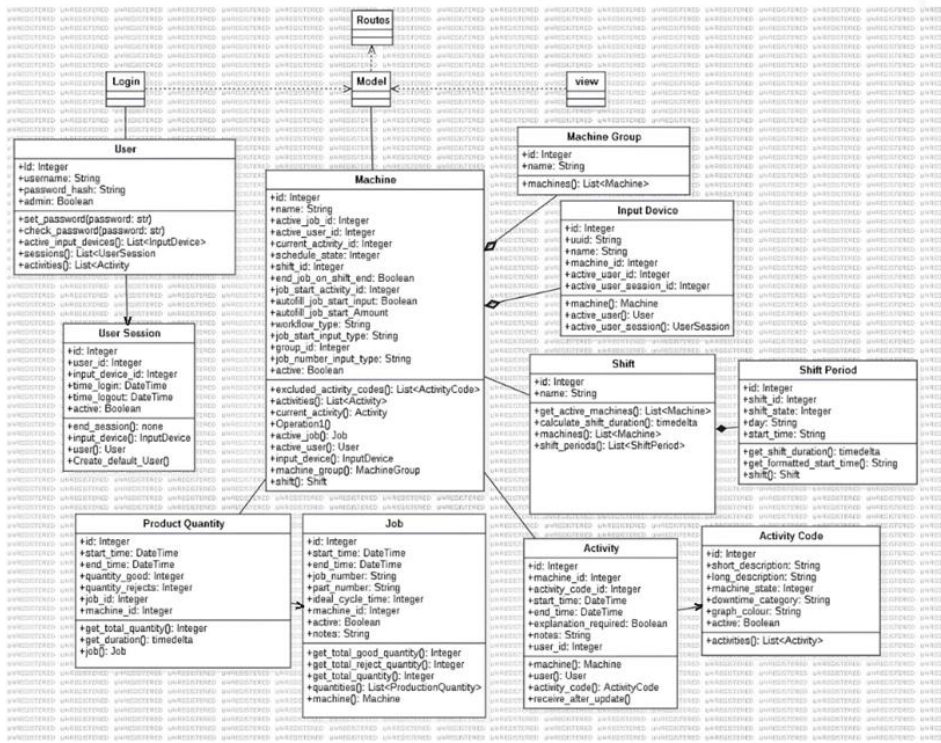 Routes
Login
Model
view
User
+id: Integer
+username: String
+password_hash: String
+admin: Boolean
+set_password(password: str)
+check_password(password: str)
+active_input_devices(): List<InputDevice>
+sessions(): List<UserSession
+activities(): List<Activity
Machine
+id: Integer
+name: String
+active_job_id: Integer
+active_user_id: Integer
+current_activity_id: Integer
+schedule_state: Integer
+shift_id: Integer
+end_job_on_shift_end: Boolean
+job_start_activity_id: Integer
+autofill_job_start_input: Boolean
+autofill_job_start_Amount
+workflow_type: String
+job_start_input_type: String
+group_id: Integer
+job_number_input_type: String
+active: Boolean
+excluded_activity_codes(): List<ActivityCode>
+activities(): List<Activity>
+current_activity(): Activity
+Operation1()
+active_job(): Job
+active_user(): User
+input_device(): InputDevice
+machine_group(): MachineGroup
+shift(): Shift
Machine Group
+id: Integer
+name: String
+machines(): List<Machine>
Input Device
+id: Integer
+uuid: String
+name: String
+machine_id: Integer
+active_user_id: Integer
+active_user_session_id: Integer
+machine(): Machine
+active_user(): User
+active_user_session(): UserSession
User Session
+id: Integer
+user_id: Integer
+input_device_id: Integer
+time_login: DateTime
+time_logout: DateTime
+active: Boolean
+end_session(): none
+input_device(): InputDevice
+user(): User
+Create_default_User()
Shift
+id: Integer
+name: String
+get_active_machines(): List<Machine>
+calculate_shift_duration(): timedelta
+machines(): List<Machine>
+shift_periods(): List<ShiftPeriod>
Shift Period
+id: Integer
+shift_id: Integer
+shift_state: Integer
+day: String
+start_time: String
+get_shift_duration(): timedelta
+get_formatted_start_time(): String
+shift(): Shift
Product Quantity
+id: Integer
+start_time: DateTime
+end_time: DateTime
+quantity_good: Integer
+quantity_rejects: Integer
+job_id: Integer
+machine_id: Integer
+get_total_quantity(): Integer
+get_duration(): timedelta
+job(): Job
Job
+id: Integer
+start_time: DateTime
+end_time: DateTime
+job_number: String
+part_number: String
+ideal_cycle_time: Integer
+machine_id: Integer
+active: Boolean
+notes: String
+get_total_good_quantity(): Integer
+get_total_reject_quantity(): Integer
+get_total_quantity(): Integer
+quantities(): List<ProductionQuantity>
+machine(): Machine
Activity
+id: Integer
+machine_id: Integer
+activity_code_id: Integer
+start_time: DateTime
+end_time: DateTime
+explanation_required: Boolean
+notes: String
+user_id: Integer
+machine(): Machine
+user(): User
+activity_code(): ActivityCode
+receive_after_update()
Activity Code
+id: Integer
+short_description: String
+long_description: String
+machine_state: Integer
+downtime_category: String
+graph_colour: String
+active: Boolean
+activities(): List<Activity>